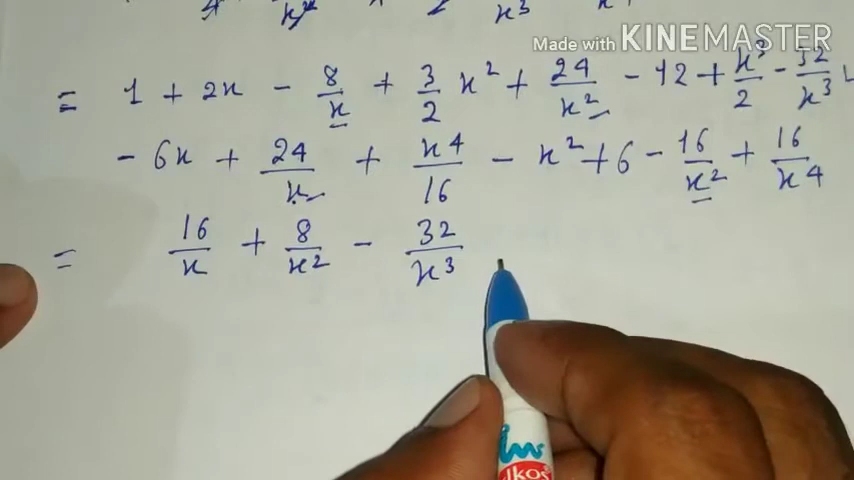 Made with KINEMASTER
= 1 + 2x - 8/x + 3/2 x² + 24/x² - 12 + x³/2 - 32/x³
- 6x + 24/x + x⁴/16 - x² + 6 - 16/x² + 16/x⁴
= 16/x + 8/x² - 32/x³